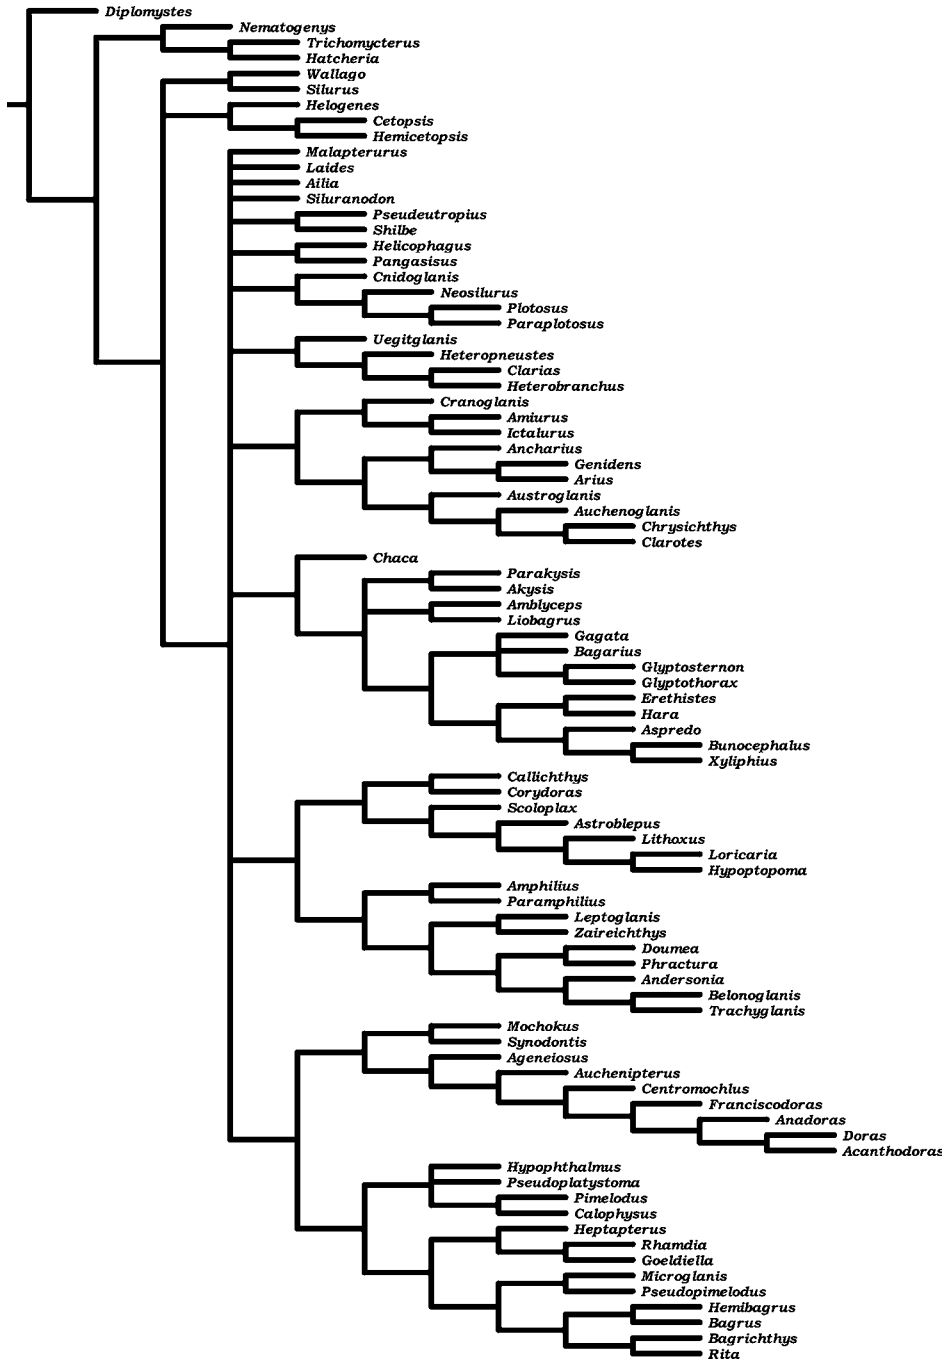 Diplomystes
Nematogenys
Trichomycterus
Hatcheria
Wallago
Silurus
Helogenes
Cetopsis
Hemicetopsis
Malapterurus
Laides
Ailia
Siluranodon
Pseudeutropius
Shilbe
Helicophagus
Pangasisus
Cnidoglanis
Neosilurus
Plotosus
Paraplotosus
Uegitglanis
Heteropneustes
Clarias
Heterobranchus
Cranoglanis
Amiurus
Ictalurus
Ancharius
Genidens
Arius
Austroglanis
Auchenoglanis
Chrysichthys
Clarotes
Chaca
Parakysis
Akysis
Amblyceps
Liobagrus
Gagata
Bagarius
Glyptosternon
Glyptothorax
Erethistes
Hara
Aspredo
Bunocephalus
Xyliphius
Callichthys
Corydoras
Scoloplax
Astroblepus
Lithoxus
Loricaria
Hypoptopoma
Amphilius
Paramphilius
Leptoglanis
Zaireichthys
Doumea
Phractura
Andersonia
Belonoglanis
Trachyglanis
Mochokus
Synodontis
Ageneiosus
Auchenipterus
Centromochlus
Franciscodoras
Anadoras
Doras
Acanthodoras
Hypophthalmus
Pseudoplatystoma
Pimelodus
Calophysus
Heptapterus
Rhamdia
Goeldiella
Microglanis
Pseudopimelodus
Hemibagrus
Bagrus
Bagrichthys
Rita